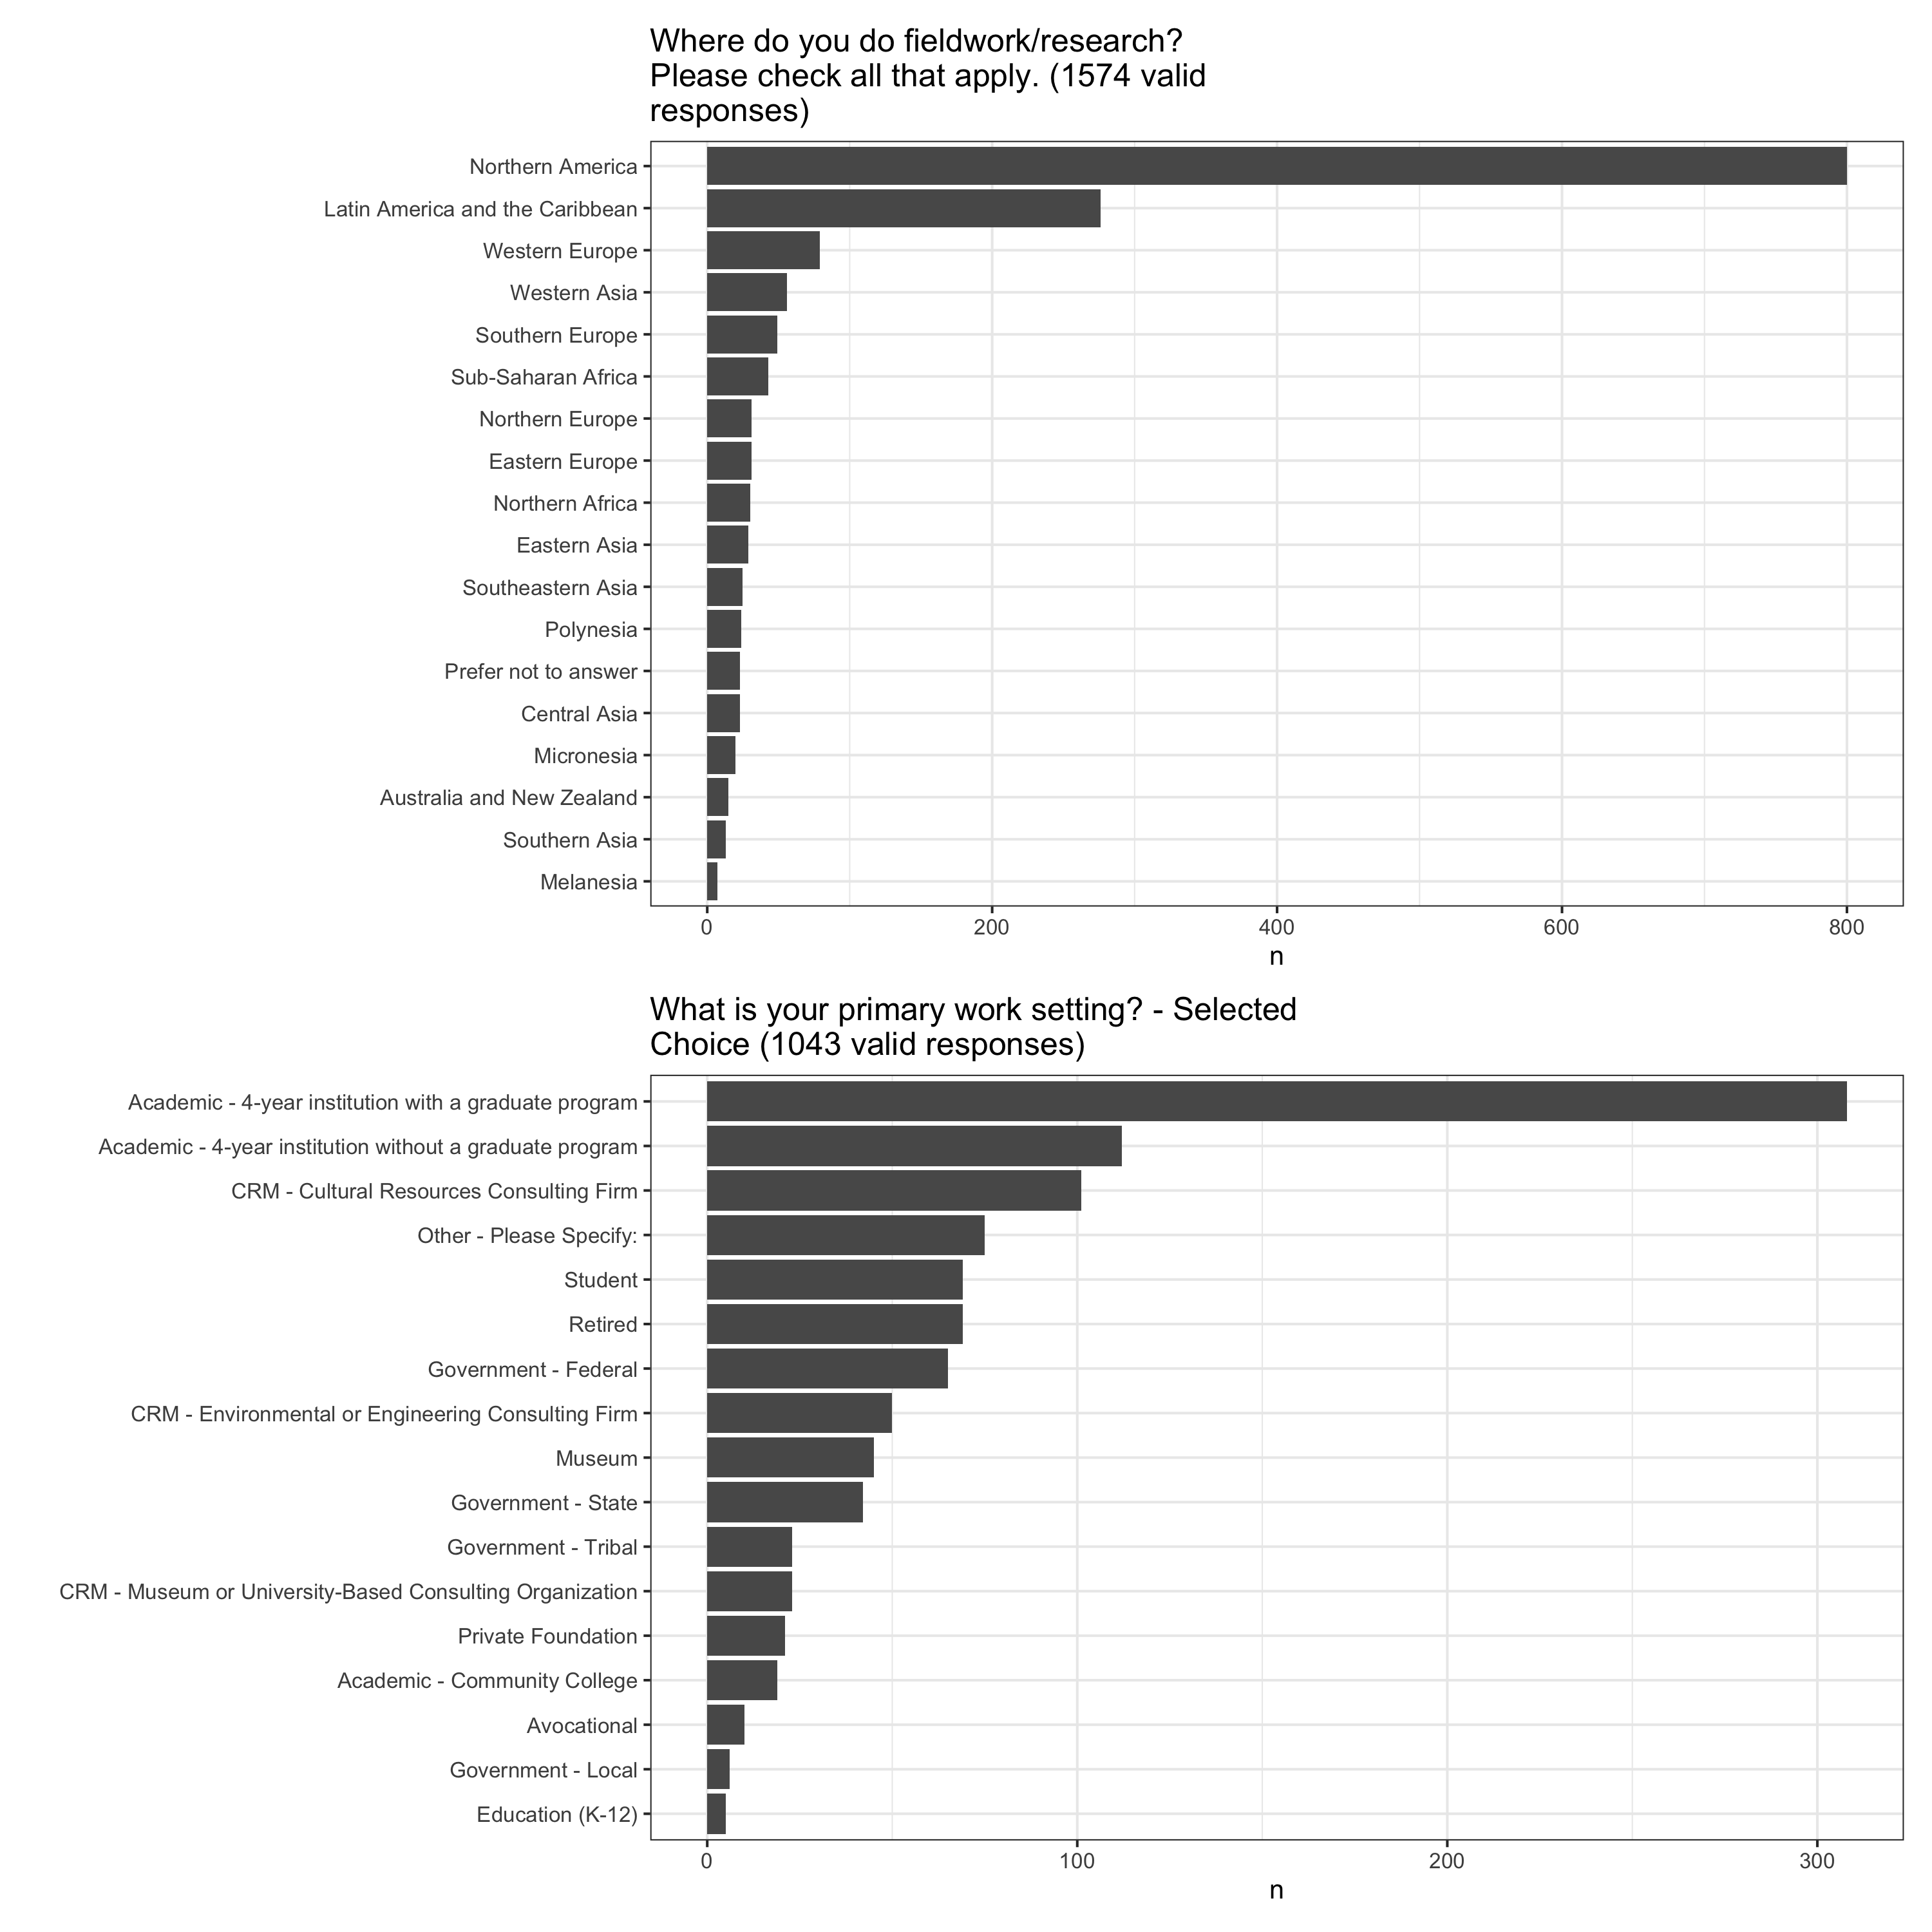 Where do you do fieldwork/research?
Please check all that apply. (1574 valid
responses)
Northern America
Latin America and the Caribbean
Western Europe
Western Asia
Southern Europe
Sub-Saharan Africa
Northern Europe
Eastern Europe
Northern Africa
Eastern Asia
Southeastern Asia
Polynesia
Prefer not to answer
Central Asia
Micronesia
Australia and New Zealand
Southern Asia
Melanesia
0 200 400 600 800
n
What is your primary work setting? - Selected
Choice (1043 valid responses)
Academic - 4-year institution with a graduate program
Academic - 4-year institution without a graduate program
CRM - Cultural Resources Consulting Firm
Other - Please Specify:
Student
Retired
Government - Federal
CRM - Environmental or Engineering Consulting Firm
Museum
Government - State
Government - Tribal
CRM - Museum or University-Based Consulting Organization
Private Foundation
Academic - Community College
Avocational
Government - Local
Education (K-12)
0 100 200 300
n